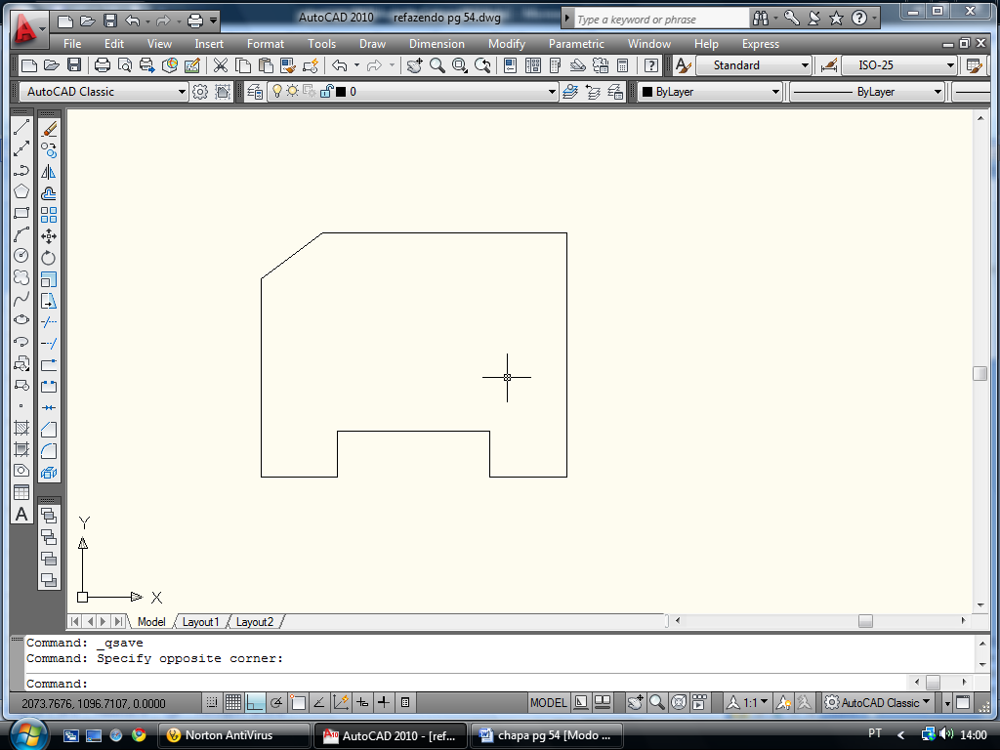 AutoCAD 2010 refazendo pg 54.dwg Type a keyword or phrase
File Edit View Insert Format Tools Draw Dimension Modify Parametric Window Help Express
Standard ISO-25
AutoCAD Classic 0 ByLayer ByLayer
A
Y
X
Model Layout1 Layout2
Command: _qsave
Command: Specify opposite corner:
Command:
2073.7676, 1096.7107, 0.0000 MODEL 1:1 AutoCAD Classic
Norton AntiVirus AutoCAD 2010 - [ref... chapa pg 54 [Modo ... PT < 14:00